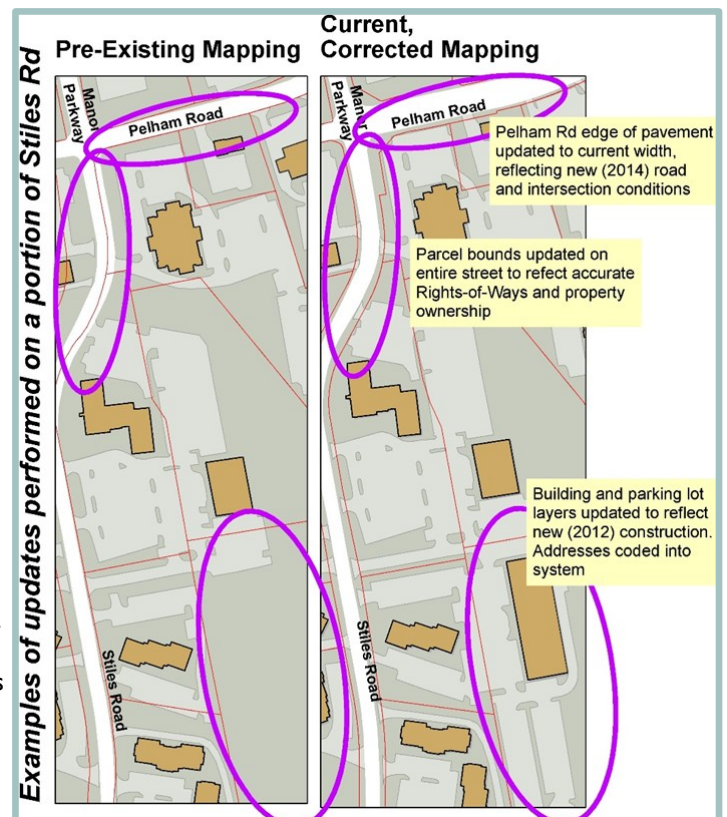 Examples of updates performed on a portion of Stiles Rd
Pre-Existing Mapping
Current,
Corrected Mapping
Manor
Parkway
Pelham Road
Stiles Road
Manor
Parkway
Pelham Road
Stiles Road
Pelham Rd edge of pavement
updated to current width,
reflecting new (2014) road
and intersection conditions
Parcel bounds updated on
entire street to refect accurate
Rights-of-Ways and property
ownership
Building and parking lot
layers updated to reflect
new (2012) construction.
Addresses coded into
system